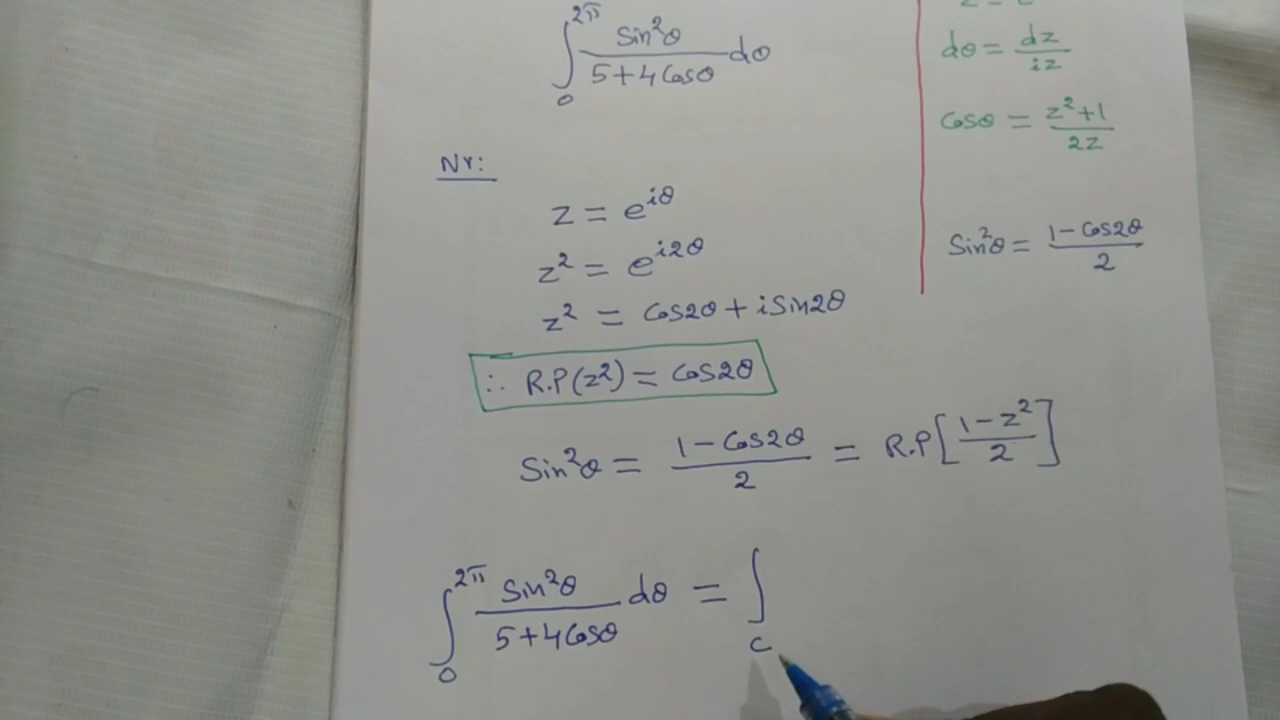 ∫₀^2π Sin²θ / 5+4Cosθ dθ
Nr:
z = e^iθ
z² = e^i2θ
z² = Cos2θ + iSin2θ
∴ R.P(z²) = Cos2θ
Sin²θ = 1-Cos2θ / 2 = R.P[1-z² / 2]
∫₀^2π Sin²θ / 5+4Cosθ dθ = ∫c
dθ = dz / iz
Cosθ = z²+1 / 2z
Sin²θ = 1-Cos2θ / 2